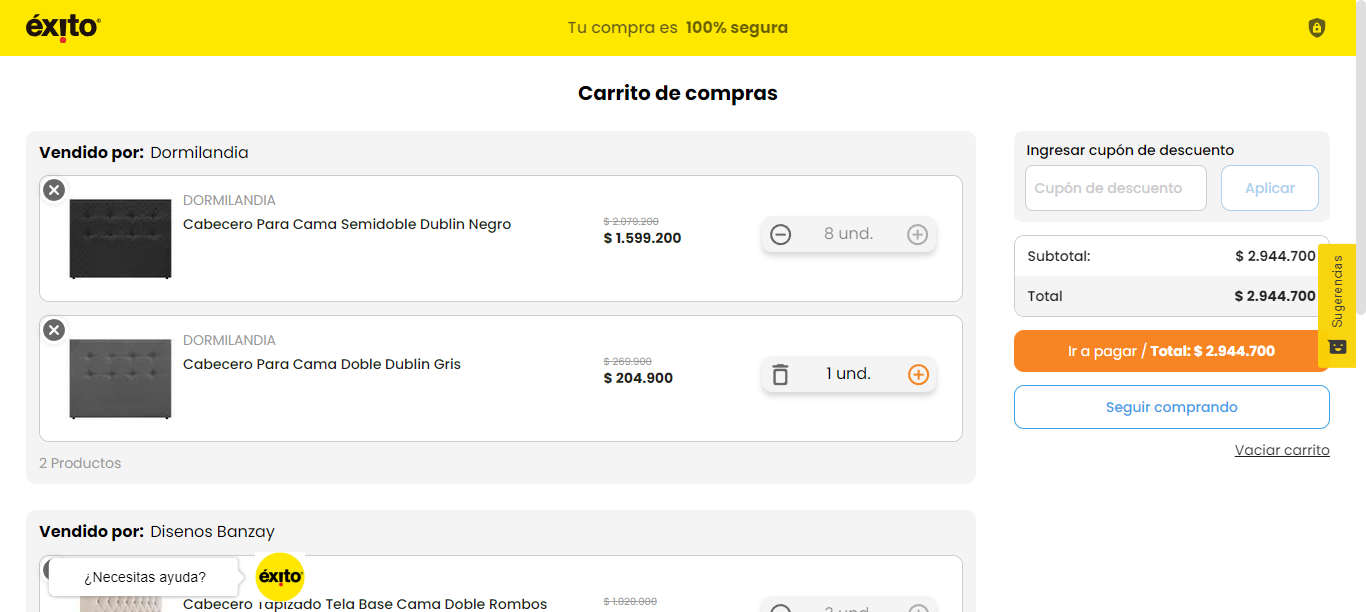 éxito
Tu compra es 100% segura
Carrito de compras
Vendido por: Dormilandia
DORMILANDIA
Cabecero Para Cama Semidoble Dublin Negro
$ 2.079.200
$ 1.599.200
8 und.
DORMILANDIA
Cabecero Para Cama Doble Dublin Gris
$ 269.900
$ 204.900
1 und.
2 Productos
Vendido por: Disenos Banzay
Cabecero Tapizado Tela Base Cama Doble Rombos
$ 1.020.000
¿Necesitas ayuda?
éxito
Ingresar cupón de descuento
Cupón de descuento
Aplicar
Subtotal: $ 2.944.700
Total $ 2.944.700
Ir a pagar / Total: $ 2.944.700
Seguir comprando
Vaciar carrito
Sugerendas